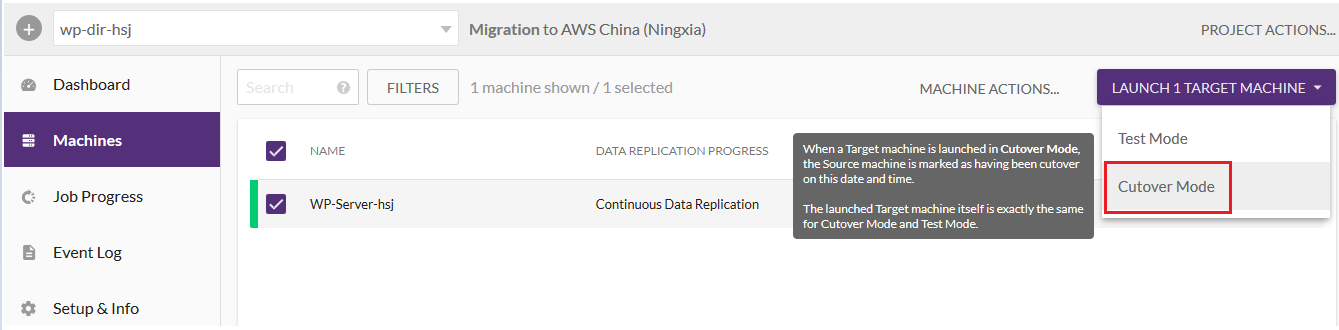 wp-dir-hsj
Migration to AWS China (Ningxia)
PROJECT ACTIONS...
Dashboard
Machines
Job Progress
Event Log
Setup & Info
Search
?
FILTERS
1 machine shown / 1 selected
MACHINE ACTIONS...
LAUNCH 1 TARGET MACHINE
Test Mode
Cutover Mode
NAME
DATA REPLICATION PROGRESS
When a Target machine is launched in Cutover Mode,
the Source machine is marked as having been cutover
on this date and time.
The launched Target machine itself is exactly the same
for Cutover Mode and Test Mode.
WP-Server-hsj
Continuous Data Replication